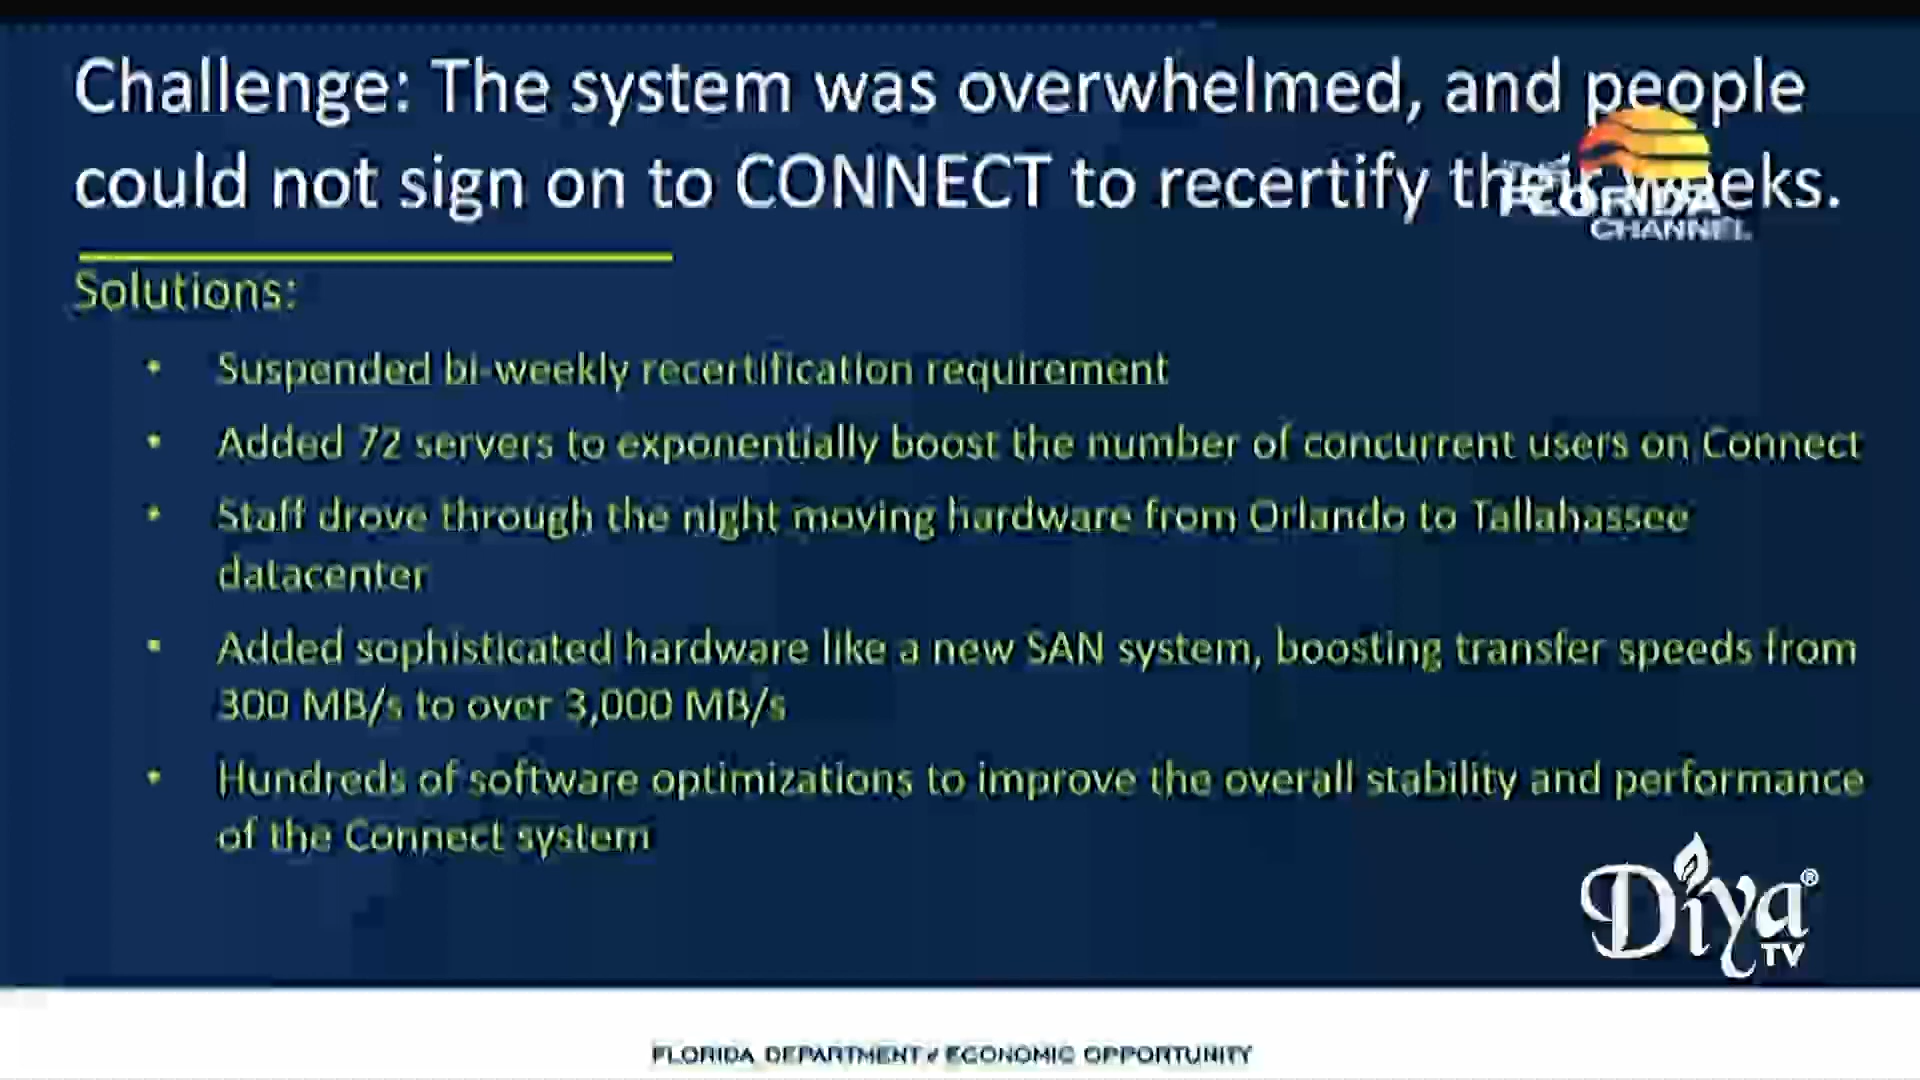 Challenge: The system was overwhelmed, and people
could not sign on to CONNECT to recertify their weeks.
THE
FLORIDA
CHANNEL
Solutions:
• Suspended bi-weekly recertification requirement
• Added 72 servers to exponentially boost the number of concurrent users on Connect
• Staff drove through the night moving hardware from Orlando to Tallahassee
datacenter
• Added sophisticated hardware like a new SAN system, boosting transfer speeds from
300 MB/s to over 3,000 MB/s
• Hundreds of software optimizations to improve the overall stability and performance
of the Connect system
Diya®
TV
FLORIDA DEPARTMENT of ECONOMIC OPPORTUNITY